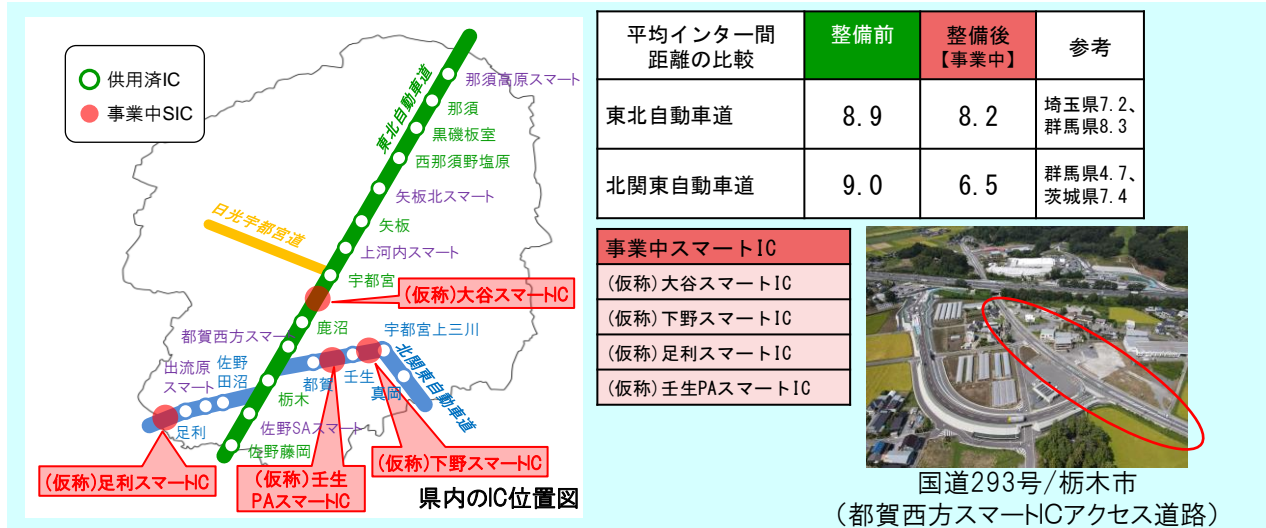 供用済IC
事業中SIC
東北自動車道
那須高原スマート
那須
黒磯板室
西那須野塩原
矢板北スマート
矢板
日光宇都宮道
上河内スマート
宇都宮
(仮称)大谷スマートIC
鹿沼
都賀西方スマート
宇都宮上三川
北関東自動車道
出流原
スマート
佐野
田沼
都賀
壬生
真岡
栃木
足利
佐野SAスマート
佐野藤岡
(仮称)足利スマートIC
(仮称)壬生
PAスマートIC
(仮称)下野スマートIC
県内のIC位置図
平均インター間
距離の比較
整備前
整備後
【事業中】
参考
東北自動車道
8.9
8.2
埼玉県7.2、
群馬県8.3
北関東自動車道
9.0
6.5
群馬県4.7、
茨城県7.4
事業中スマートIC
(仮称)大谷スマートIC
(仮称)下野スマートIC
(仮称)足利スマートIC
(仮称)壬生PAスマートIC
国道293号/栃木市
(都賀西方スマートICアクセス道路)